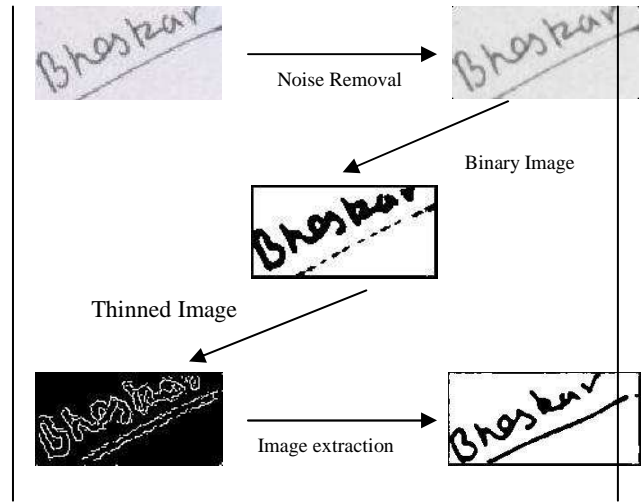 Bhaskar
Bhaskar
Noise Removal
Binary Image
Bhaskar
Thinned Image
Bhaskar
Bhaskar
Image extraction